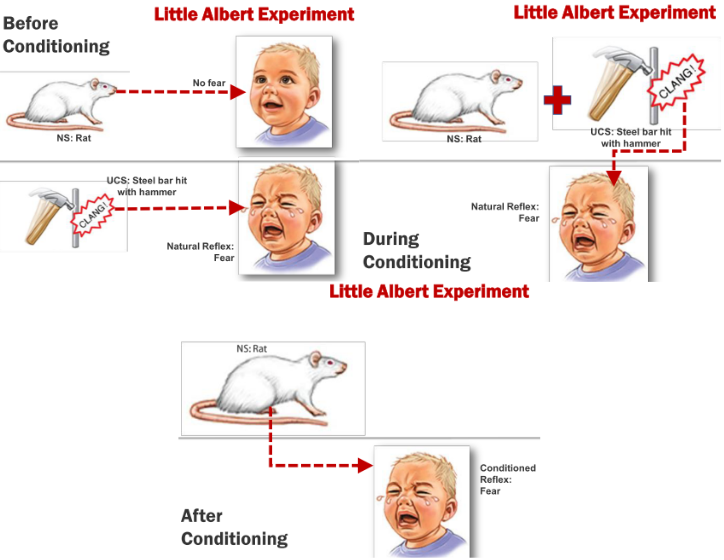 Little Albert Experiment
Before
Conditioning
No fear
NS: Rat
UCS: Steel bar hit
with hammer
CLANG!
Natural Reflex:
Fear
Little Albert Experiment
CLANG!
NS: Rat
UCS: Steel bar hit
with hammer
Natural Reflex:
Fear
During
Conditioning
Little Albert Experiment
NS: Rat
Conditioned
Reflex:
Fear
After
Conditioning